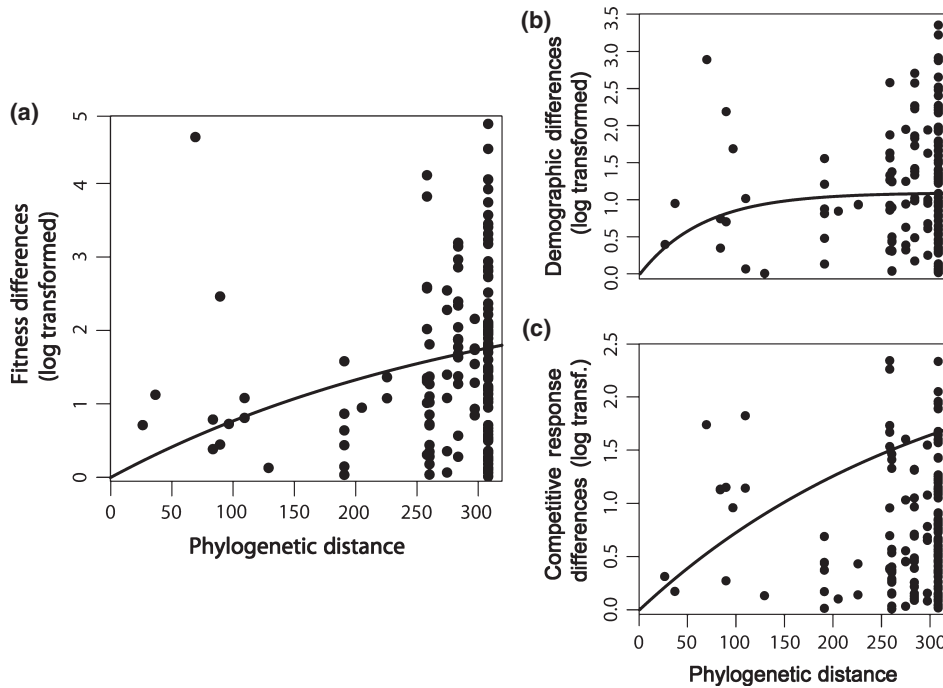 (a)
Fitness differences
(log transformed)
5
4
3
2
1
0
0 50 100 150 200 250 300
Phylogenetic distance
(b)
Demographic differences
(log transformed)
3.5
3.0
2.5
2.0
1.5
1.0
0.5
0.0
(c)
Competitive response
differences (log transf.)
2.5
2.0
1.5
1.0
0.5
0.0
0 50 100 150 200 250 300
Phylogenetic distance